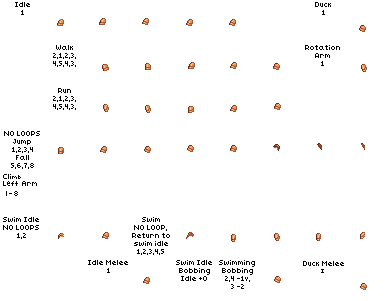 Idle
1
Duck
1
Walk
2,1,2,3,
4,5,4,3,
Rotation
Arm
1
Run
2,1,2,3,
4,5,4,3,
NO LOOPS
Jump
1,2,3,4
Fall
5,6,7,8
Climb
Left Arm
1-8
Swim Idle
NO LOOPS
1,2
Swim
NO LOOP,
Return to
swim idle
1,2,3,4,5
Idle Melee
1
Swim Idle
Bobbing
Idle +0
Swimming
Bobbing
2,4 -1v,
3 -2
Duck Melee
1